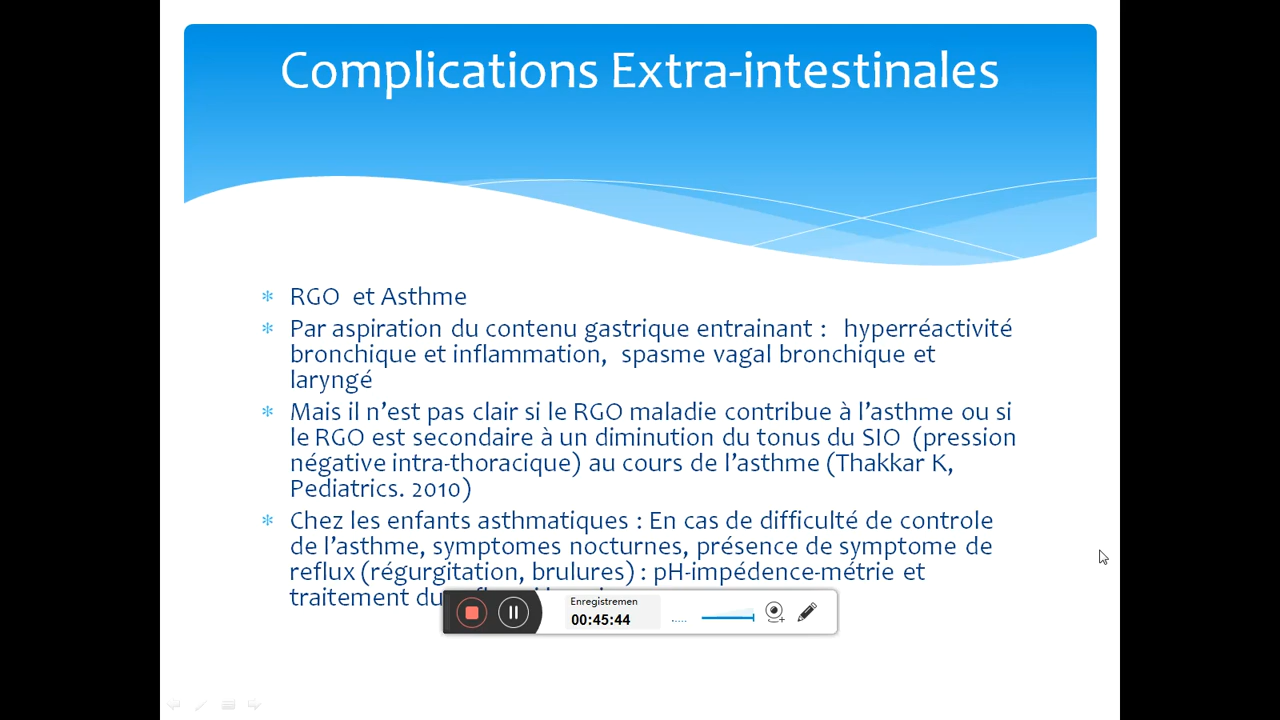 Complications Extra-intestinales
* RGO et Asthme
* Par aspiration du contenu gastrique entrainant : hyperréactivité
bronchique et inflammation, spasme vagal bronchique et
laryngé
* Mais il n'est pas clair si le RGO maladie contribue à l'asthme ou si
le RGO est secondaire à un diminution du tonus du SIO (pression
négative intra-thoracique) au cours de l'asthme (Thakkar K,
Pediatrics. 2010)
* Chez les enfants asthmatiques : En cas de difficulté de controle
de l'asthme, symptomes nocturnes, présence de symptome de
reflux (régurgitation, brulures) : pH-impédence-métrie et
traitement du
Enregistremen
00:45:44